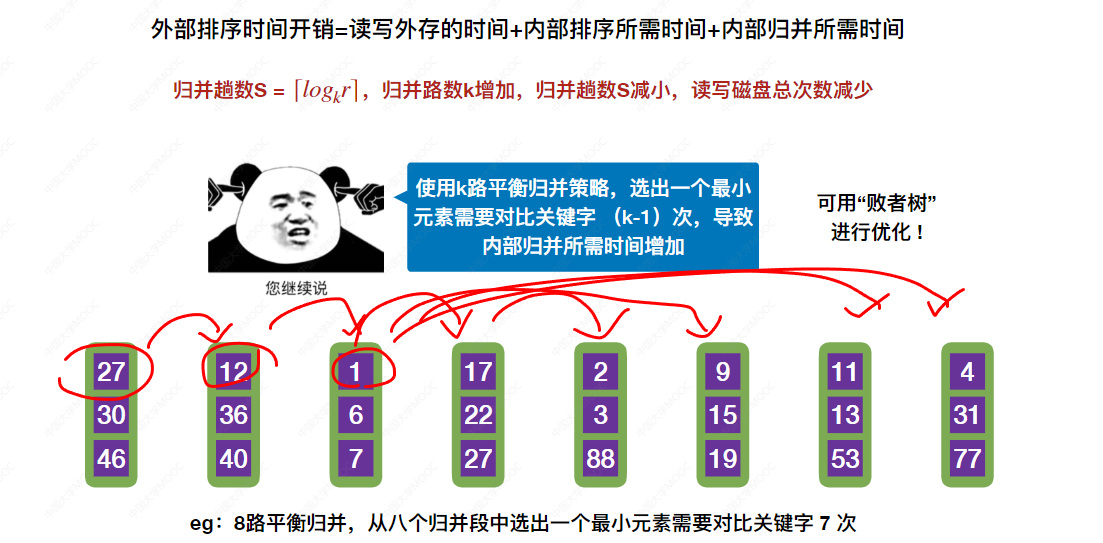 外部排序时间开销=读写外存的时间+内部排序所需时间+内部归并所需时间
归并趟数S = ⌈logₖr⌉，归并路数k增加，归并趟数S减小，读写磁盘总次数减少
使用k路平衡归并策略，选出一个最小
元素需要对比关键字 （k-1）次，导致
内部归并所需时间增加
可用“败者树”
进行优化！
您继续说
27 12 1 17 2 9 11 4
30 36 6 22 3 15 13 31
46 40 7 27 88 19 53 77
eg：8路平衡归并，从八个归并段中选出一个最小元素需要对比关键字 7 次